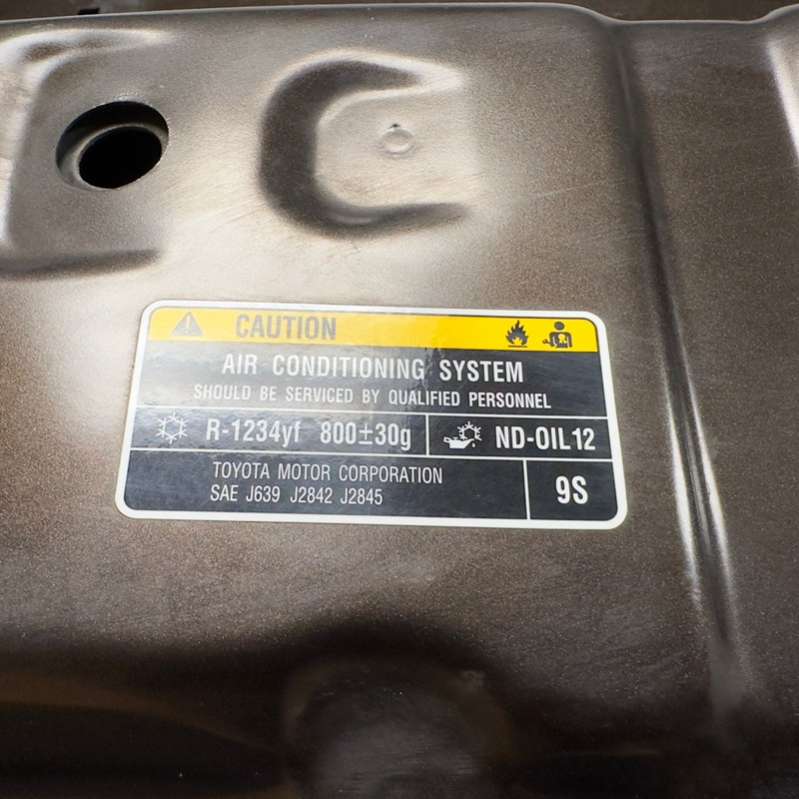 CAUTION
AIR CONDITIONING SYSTEM
SHOULD BE SERVICED BY QUALIFIED PERSONNEL
R-1234yf 800±30g ND-OIL12
TOYOTA MOTOR CORPORATION
SAE J639 J2842 J2845
9S